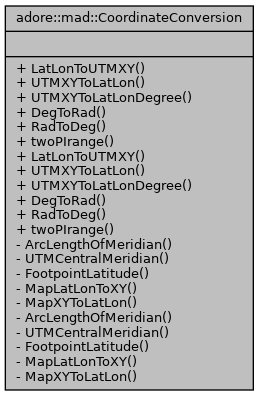 adore::mad::CoordinateConversion
+ LatLonToUTMXY()
+ UTMXYToLatLon()
+ UTMXYToLatLonDegree()
+ DegToRad()
+ RadToDeg()
+ twoPIrange()
+ LatLonToUTMXY()
+ UTMXYToLatLon()
+ UTMXYToLatLonDegree()
+ DegToRad()
+ RadToDeg()
+ twoPIrange()
- ArcLengthOfMeridian()
- UTMCentralMeridian()
- FootpointLatitude()
- MapLatLonToXY()
- MapXYToLatLon()
- ArcLengthOfMeridian()
- UTMCentralMeridian()
- FootpointLatitude()
- MapLatLonToXY()
- MapXYToLatLon()